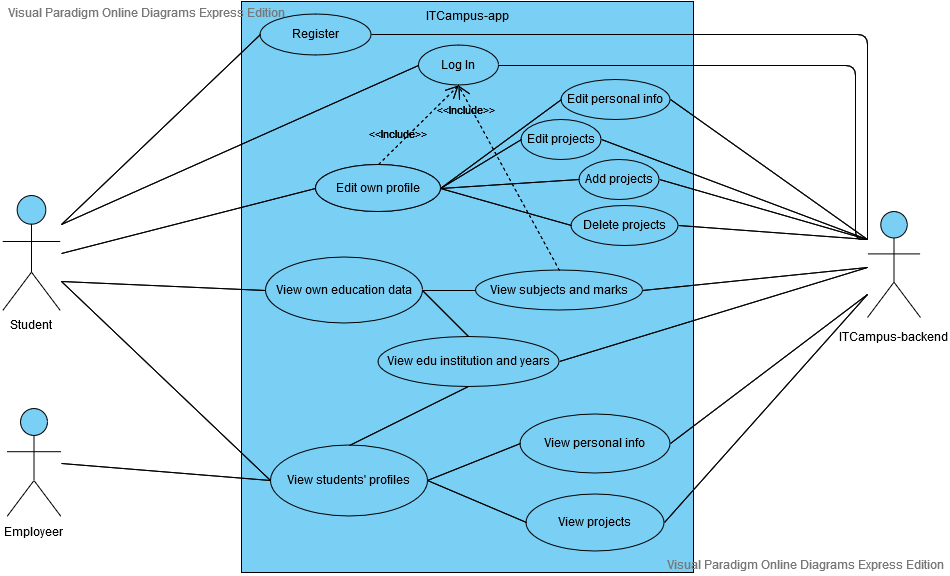 Visual Paradigm Online Diagrams Express Edition
ITCampus-app
Register
Log In
Edit personal info
<<Include>>
<<Include>>
Edit projects
Add projects
Edit own profile
Delete projects
View own education data
View subjects and marks
Student
ITCampus-backend
View edu institution and years
View personal info
View students' profiles
View projects
Employeer
Visual Paradigm Online Diagrams Express Edition